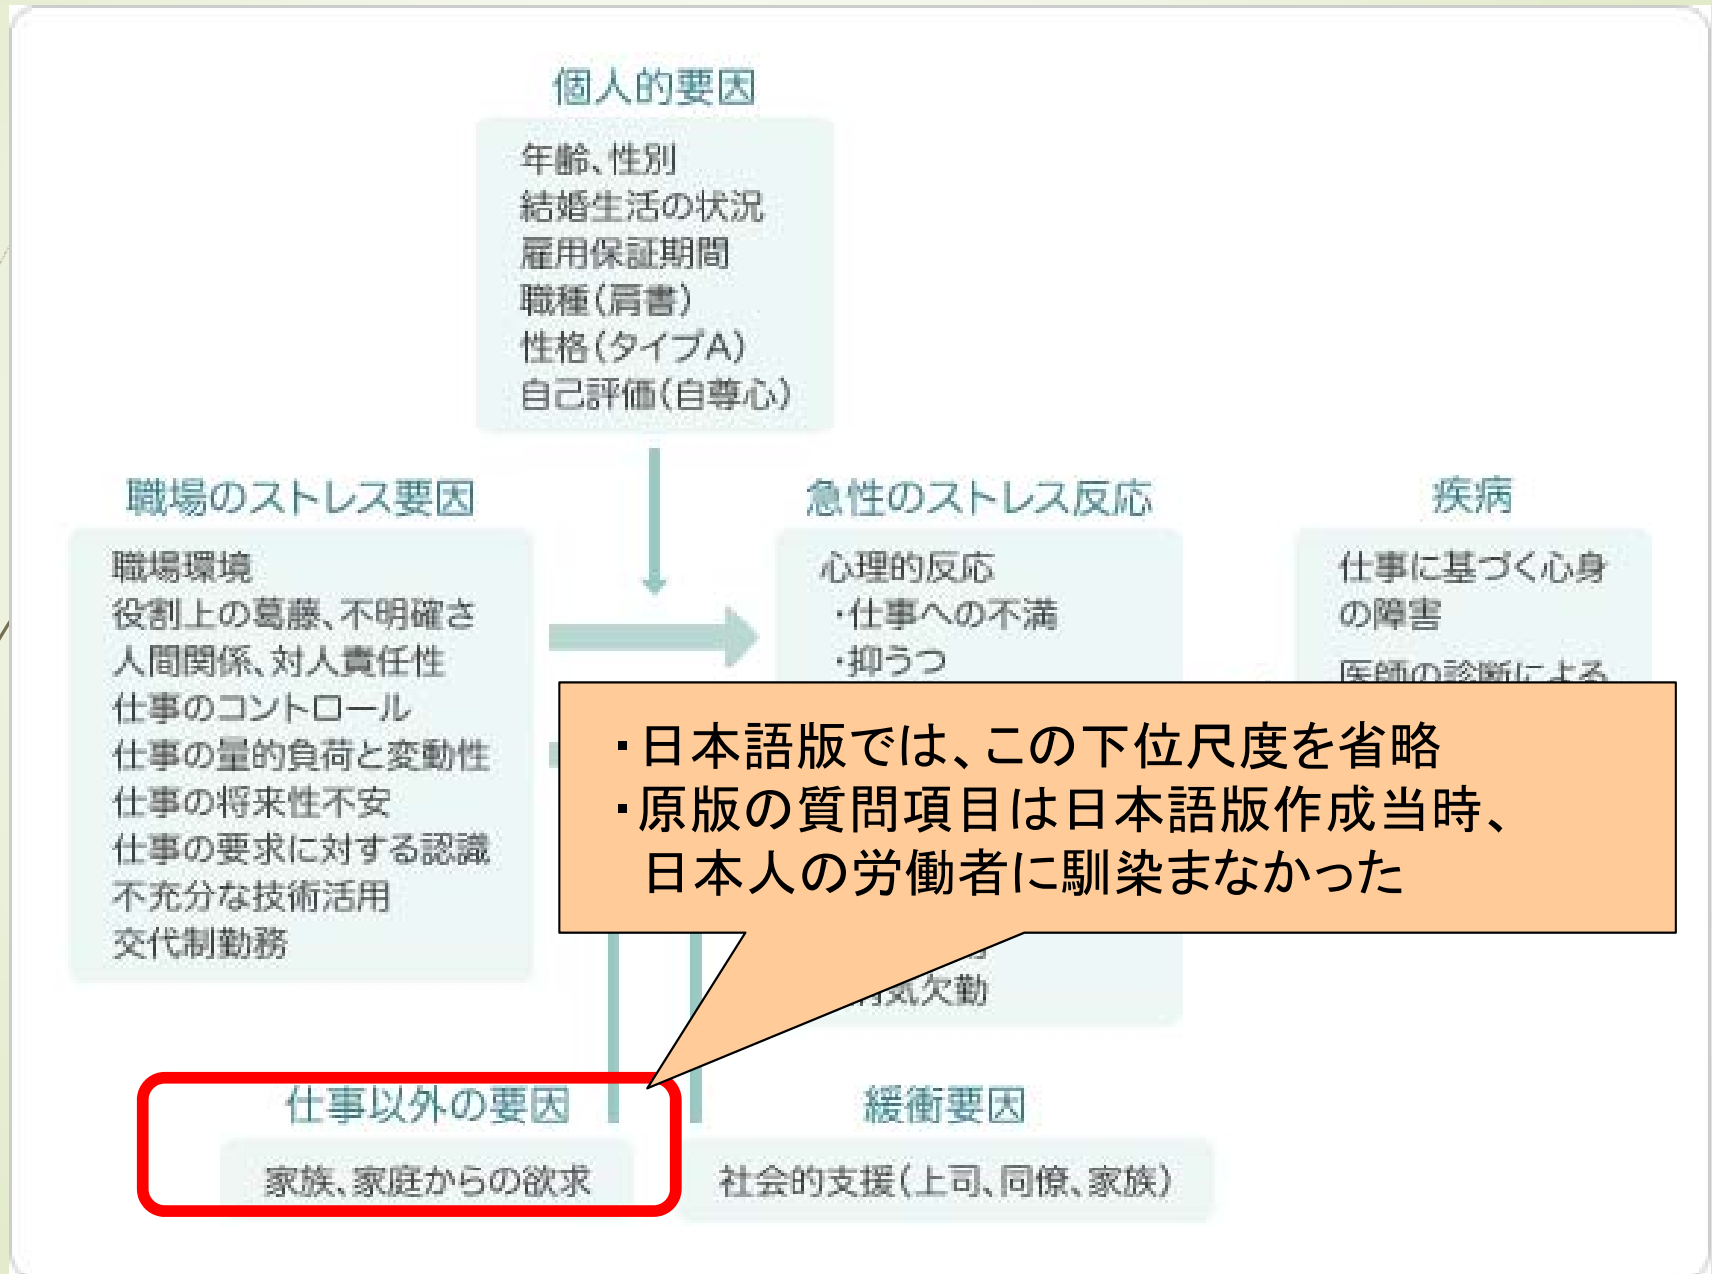 個人的要因
年齢、性別
結婚生活の状況
雇用保証期間
職種(肩書)
性格(タイプA)
自己評価(自尊心)
職場のストレス要因
職場環境
役割上の葛藤、不明確さ
人間関係、対人責任性
仕事のコントロール
仕事の量的負荷と変動性
仕事の将来性不安
仕事の要求に対する認識
不充分な技術活用
交代制勤務
急性のストレス反応
心理的反応
・仕事への不満
・抑うつ
疾病
仕事に基づく心身
の障害
医師の診断による
・日本語版では、この下位尺度を省略
・原版の質問項目は日本語版作成当時、
日本人の労働者に馴染まなかった
気欠勤
仕事以外の要因
家族、家庭からの欲求
緩衝要因
社会的支援(上司、同僚、家族)